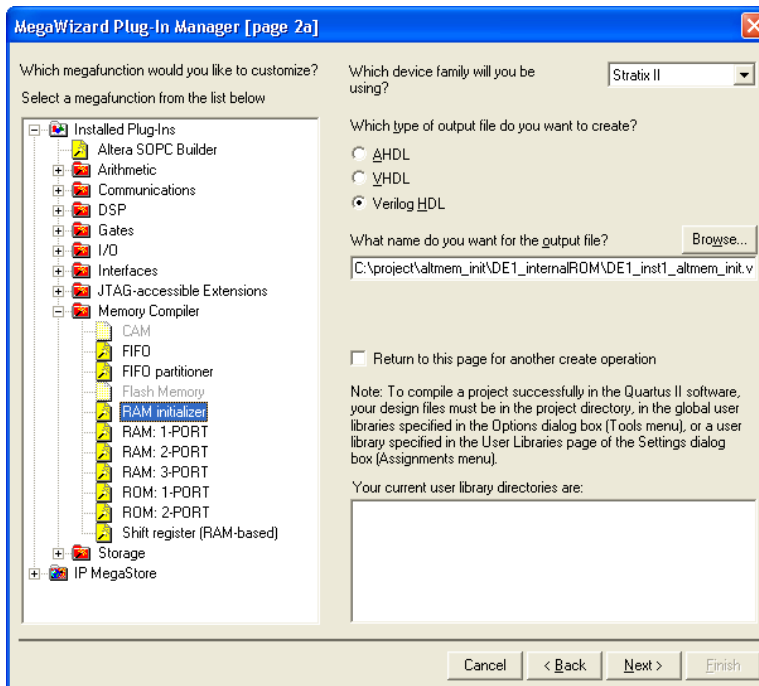 MegaWizard Plug-In Manager [page 2a]
Which megafunction would you like to customize?
Select a megafunction from the list below
Installed Plug-Ins
Altera SOPC Builder
Arithmetic
Communications
DSP
Gates
I/O
Interfaces
JTAG-accessible Extensions
Memory Compiler
CAM
FIFO
FIFO partitioner
Flash Memory
RAM initializer
RAM: 1-PORT
RAM: 2-PORT
RAM: 3-PORT
ROM: 1-PORT
ROM: 2-PORT
Shift register (RAM-based)
Storage
IP MegaStore
Which device family will you be
using?
Stratix II
Which type of output file do you want to create?
AHDL
VHDL
Verilog HDL
What name do you want for the output file?
Browse...
C:\project\altmem_init\DE1_internalROM\DE1_inst1_altmem_init.v
Return to this page for another create operation
Note: To compile a project successfully in the Quartus II software,
your design files must be in the project directory, in the global user
libraries specified in the Options dialog box (Tools menu), or a user
library specified in the User Libraries page of the Settings dialog
box (Assignments menu).
Your current user library directories are:
Cancel
< Back
Next >
Finish